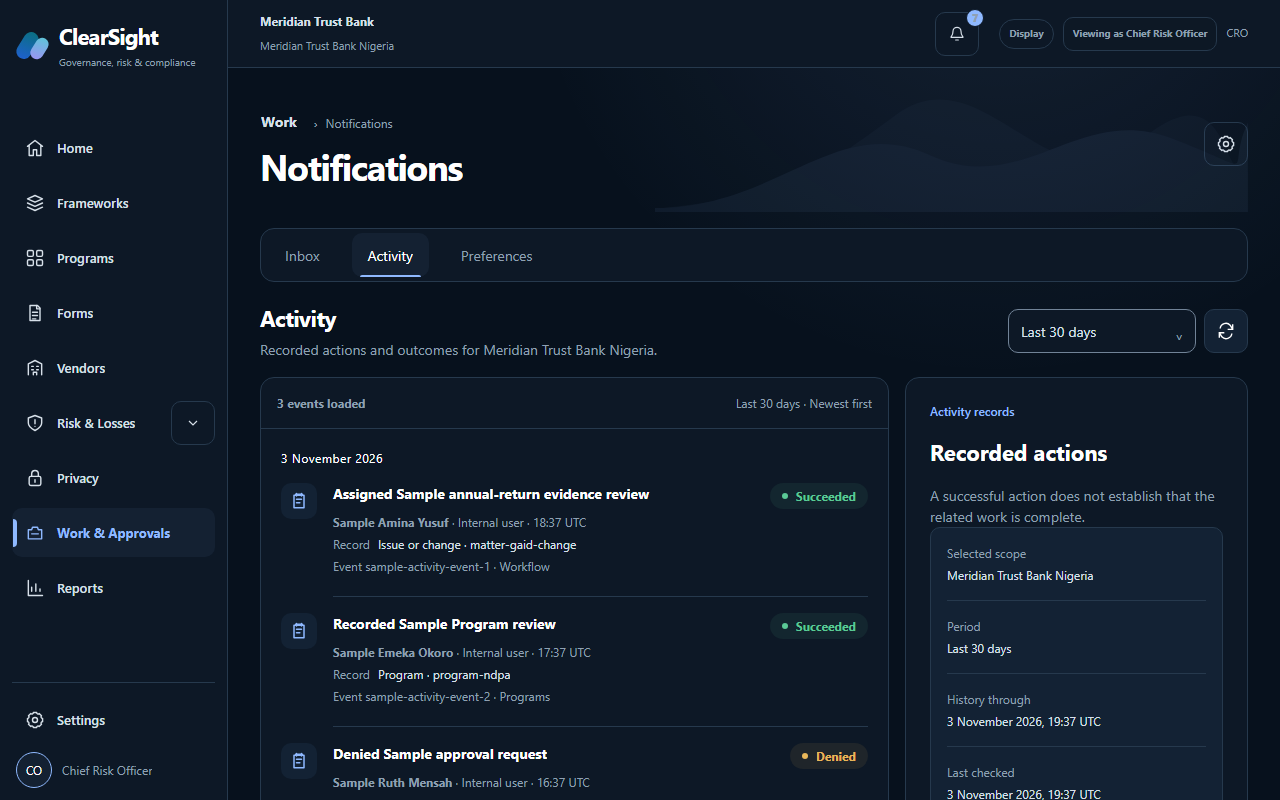 ClearSight
Governance, risk & compliance
Home
Frameworks
Programs
Forms
Vendors
Risk & Losses
Privacy
Work & Approvals
Reports
Settings
CO
Chief Risk Officer
Meridian Trust Bank
Meridian Trust Bank Nigeria
7
Display
Viewing as Chief Risk Officer
CRO
Work › Notifications
Notifications
Inbox
Activity
Preferences
Activity
Recorded actions and outcomes for Meridian Trust Bank Nigeria.
Last 30 days
3 events loaded
Last 30 days · Newest first
3 November 2026
Assigned Sample annual-return evidence review
Succeeded
Sample Amina Yusuf · Internal user · 18:37 UTC
Record Issue or change · matter-gaid-change
Event sample-activity-event-1 · Workflow
Recorded Sample Program review
Succeeded
Sample Emeka Okoro · Internal user · 17:37 UTC
Record Program · program-ndpa
Event sample-activity-event-2 · Programs
Denied Sample approval request
Denied
Sample Ruth Mensah · Internal user · 16:37 UTC
Activity records
Recorded actions
A successful action does not establish that the
related work is complete.
Selected scope
Meridian Trust Bank Nigeria
Period
Last 30 days
History through
3 November 2026, 19:37 UTC
Last checked
3 November 2026, 19:37 UTC